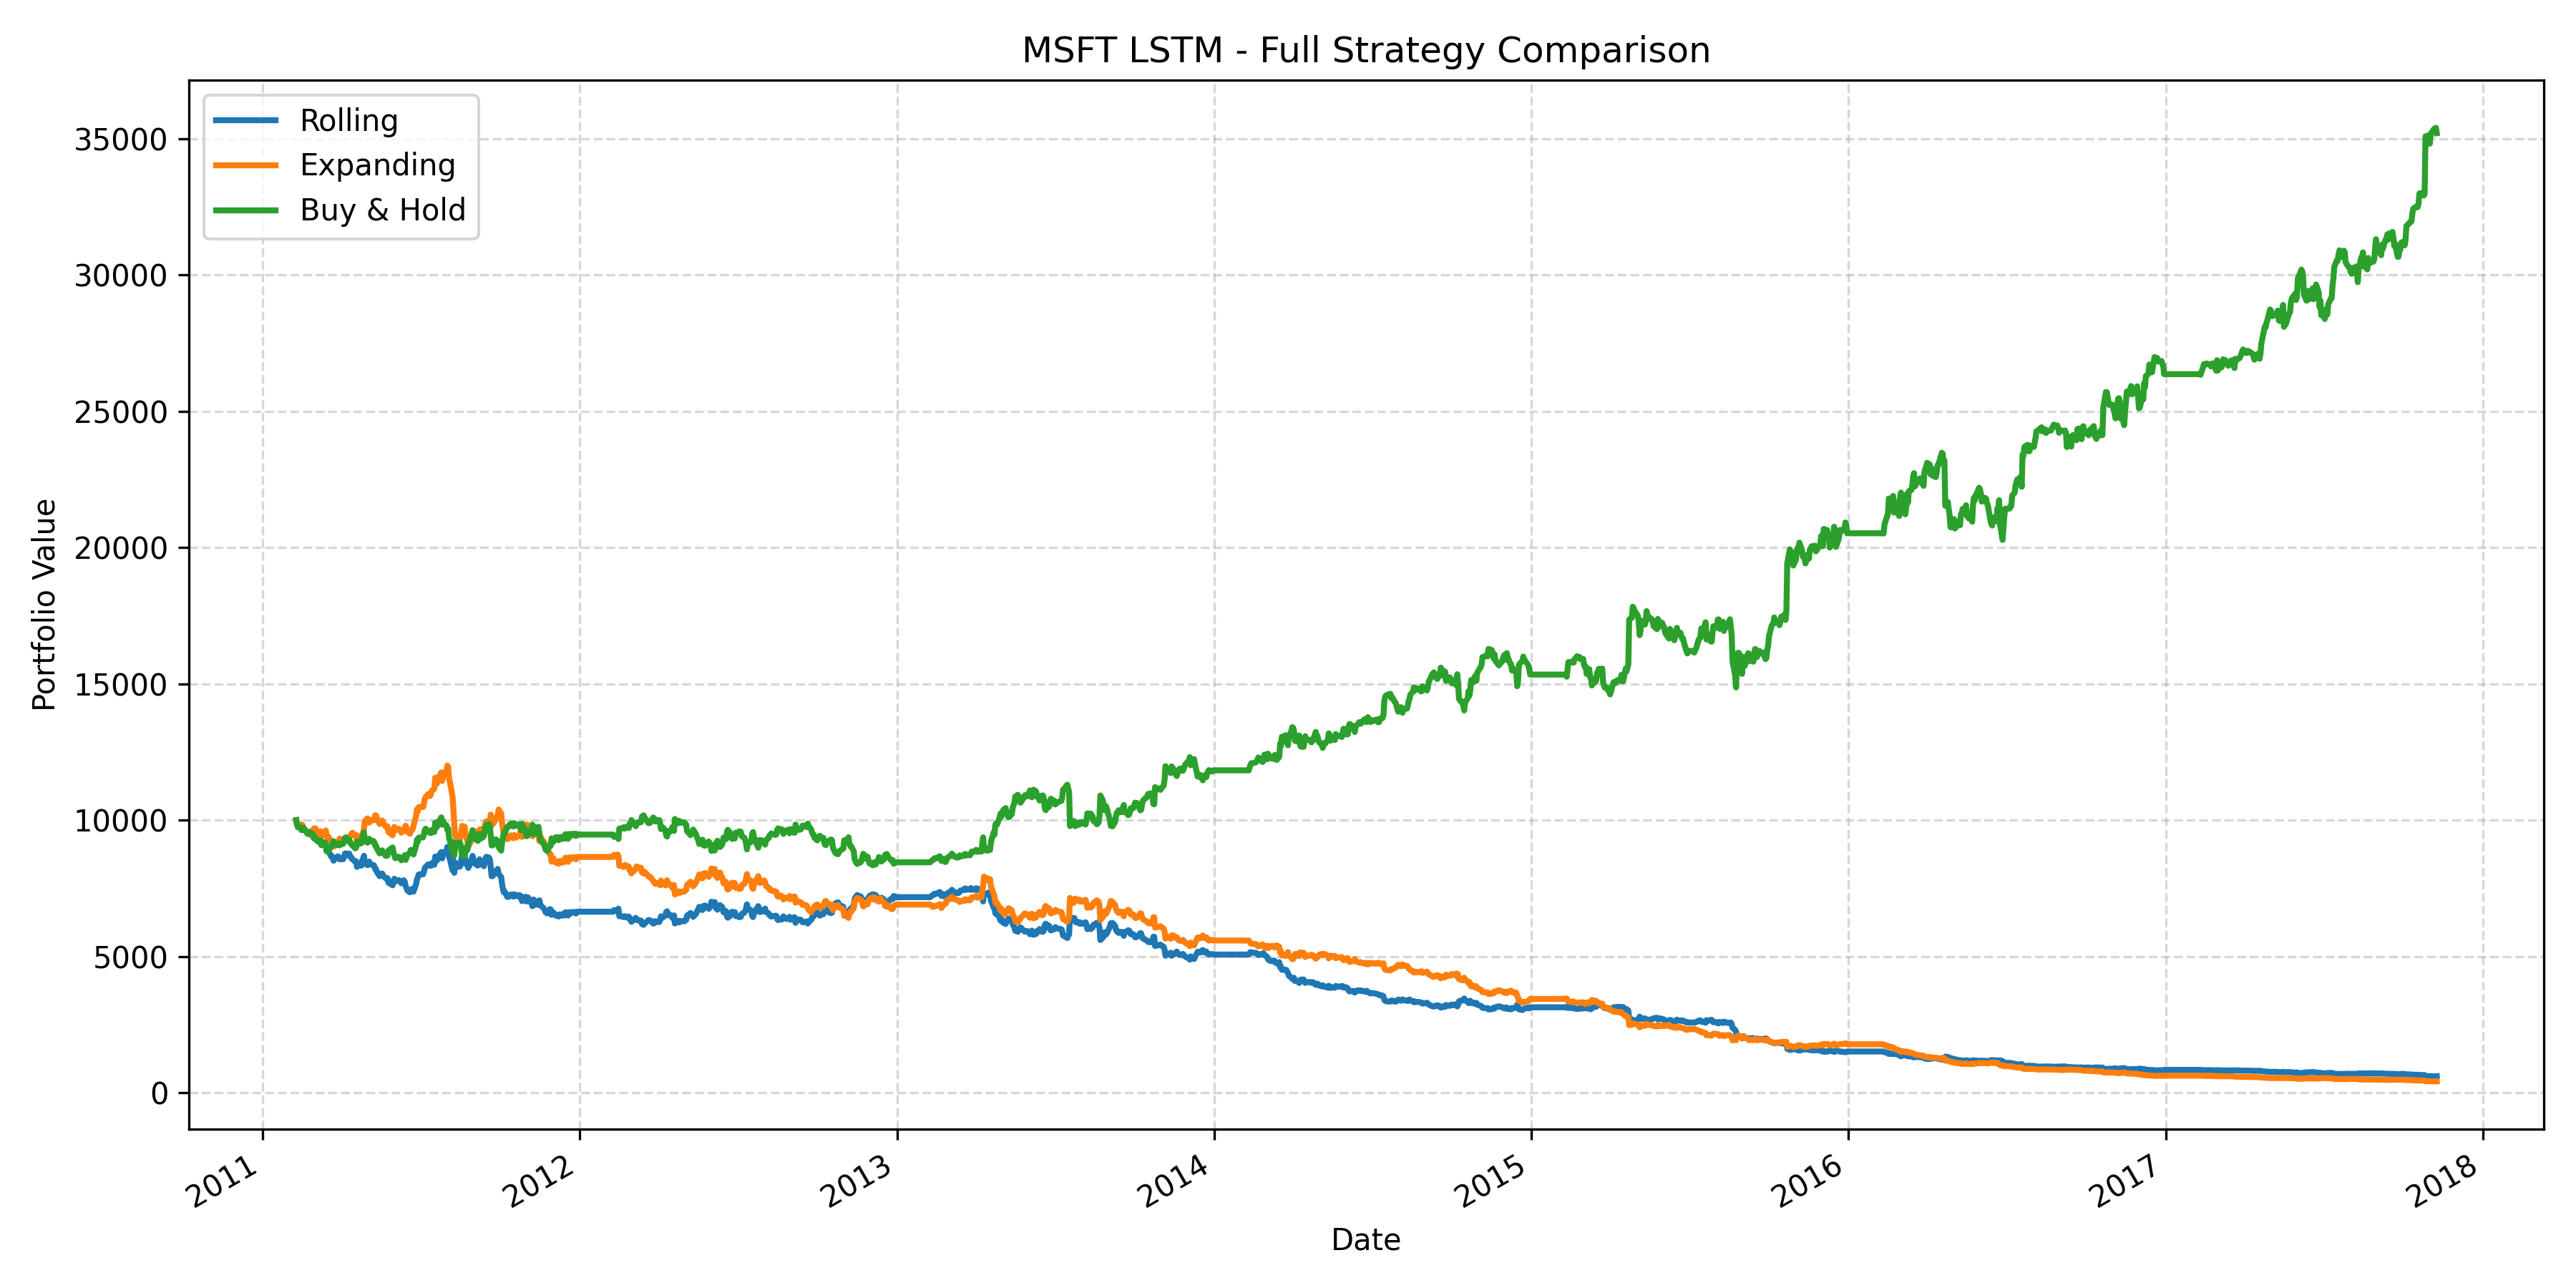 MSFT LSTM - Full Strategy Comparison
Rolling
Expanding
Buy & Hold
Portfolio Value
35000
30000
25000
20000
15000
10000
5000
0
2011
2012
2013
2014
2015
2016
2017
2018
Date